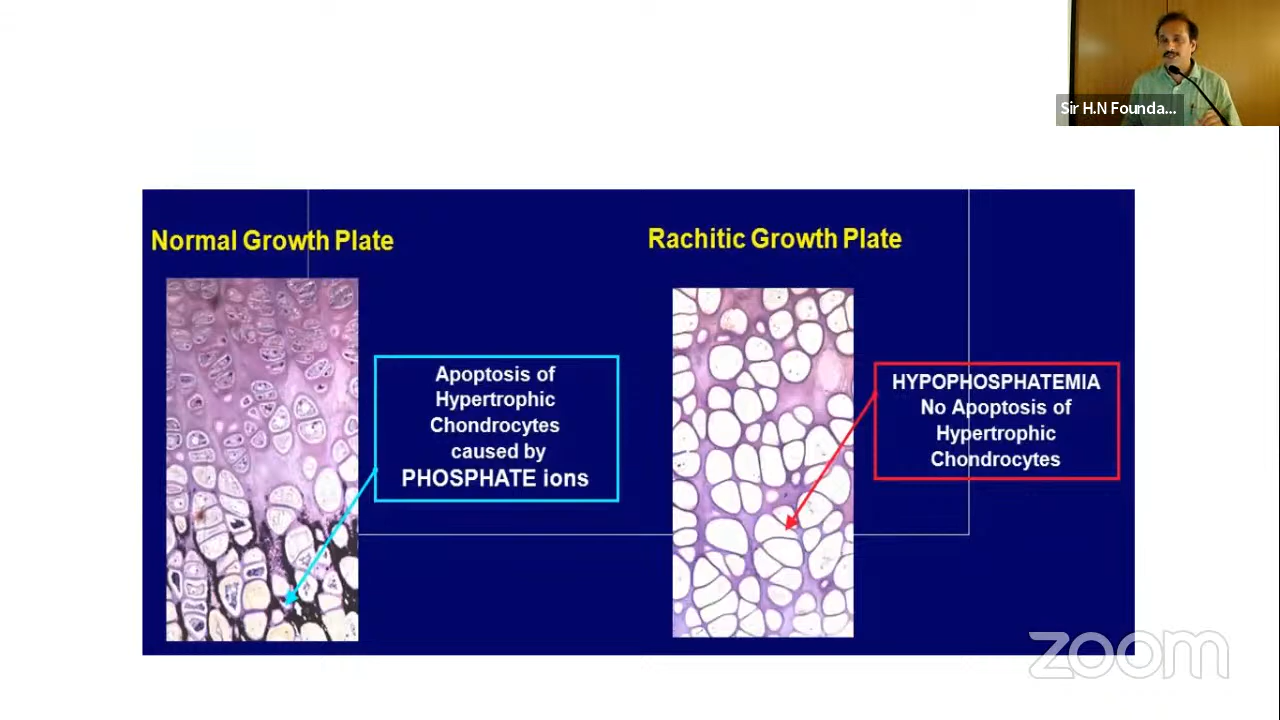 Sir H.N Founda...
Normal Growth Plate
Rachitic Growth Plate
Apoptosis of
Hypertrophic
Chondrocytes
caused by
PHOSPHATE ions
HYPOPHOSPHATEMIA
No Apoptosis of
Hypertrophic
Chondrocytes
zoom